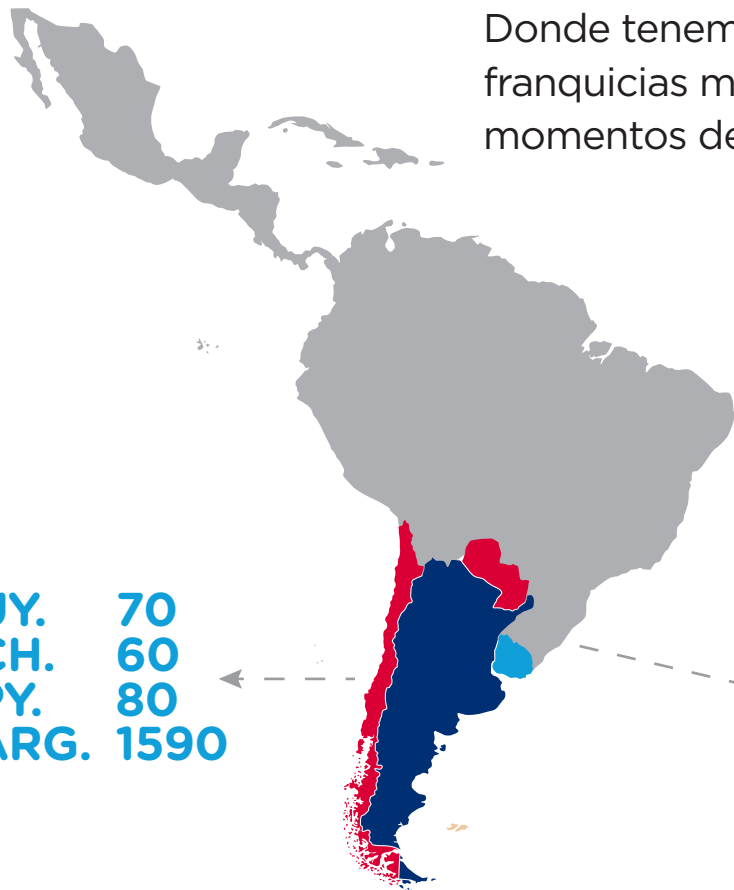 Donde tenem
franquicias m
momentos de
UY. 70
CH. 60
PY. 80
ARG. 1590